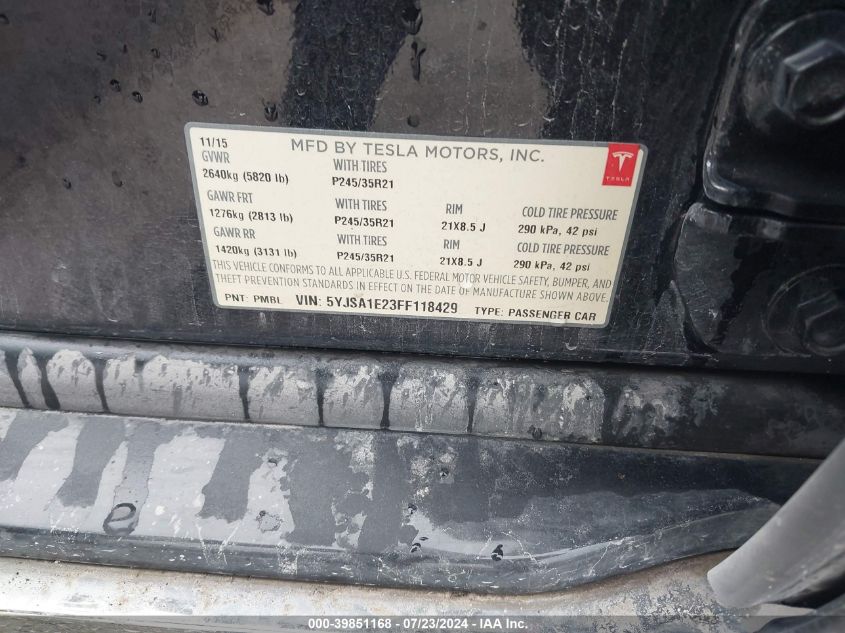 11/15 MFD BY TESLA MOTORS, INC.
GVWR WITH TIRES
2640kg (5820 lb) P245/35R21
TESLA
GAWR FRT WITH TIRES RIM COLD TIRE PRESSURE
1276kg (2813 lb) P245/35R21 21X8.5 J 290 kPa, 42 psi
GAWR RR WITH TIRES RIM COLD TIRE PRESSURE
1420kg (3131 lb) P245/35R21 21X8.5 J 290 kPa, 42 psi
THIS VEHICLE CONFORMS TO ALL APPLICABLE U.S. FEDERAL MOTOR VEHICLE SAFETY, BUMPER, AND
THEFT PREVENTION STANDARDS IN EFFECT ON THE DATE OF MANUFACTURE SHOWN ABOVE.
PNT: PMBL VIN: 5YJSA1E23FF118429 TYPE: PASSENGER CAR
000-39851168 - 07/23/2024 - IAA Inc.